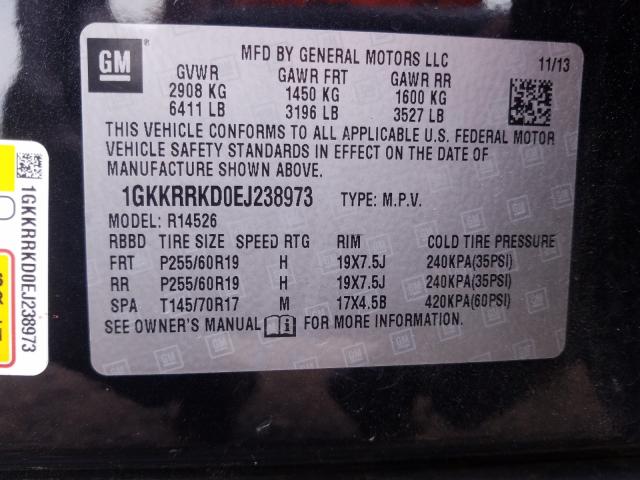 GM
MFD BY GENERAL MOTORS LLC
11/13
GVWR GAWR FRT GAWR RR
2908 KG 1450 KG 1600 KG
6411 LB 3196 LB 3527 LB
THIS VEHICLE CONFORMS TO ALL APPLICABLE U.S. FEDERAL MOTOR
VEHICLE SAFETY STANDARDS IN EFFECT ON THE DATE OF
MANUFACTURE SHOWN ABOVE.
1GKKRRKD0EJ238973 TYPE: M.P.V.
MODEL: R14526
RBBD TIRE SIZE SPEED RTG RIM COLD TIRE PRESSURE
FRT P255/60R19 H 19X7.5J 240KPA(35PSI)
RR P255/60R19 H 19X7.5J 240KPA(35PSI)
SPA T145/70R17 M 17X4.5B 420KPA(60PSI)
SEE OWNER'S MANUAL FOR MORE INFORMATION.
1GKKRRKD0EJ238973